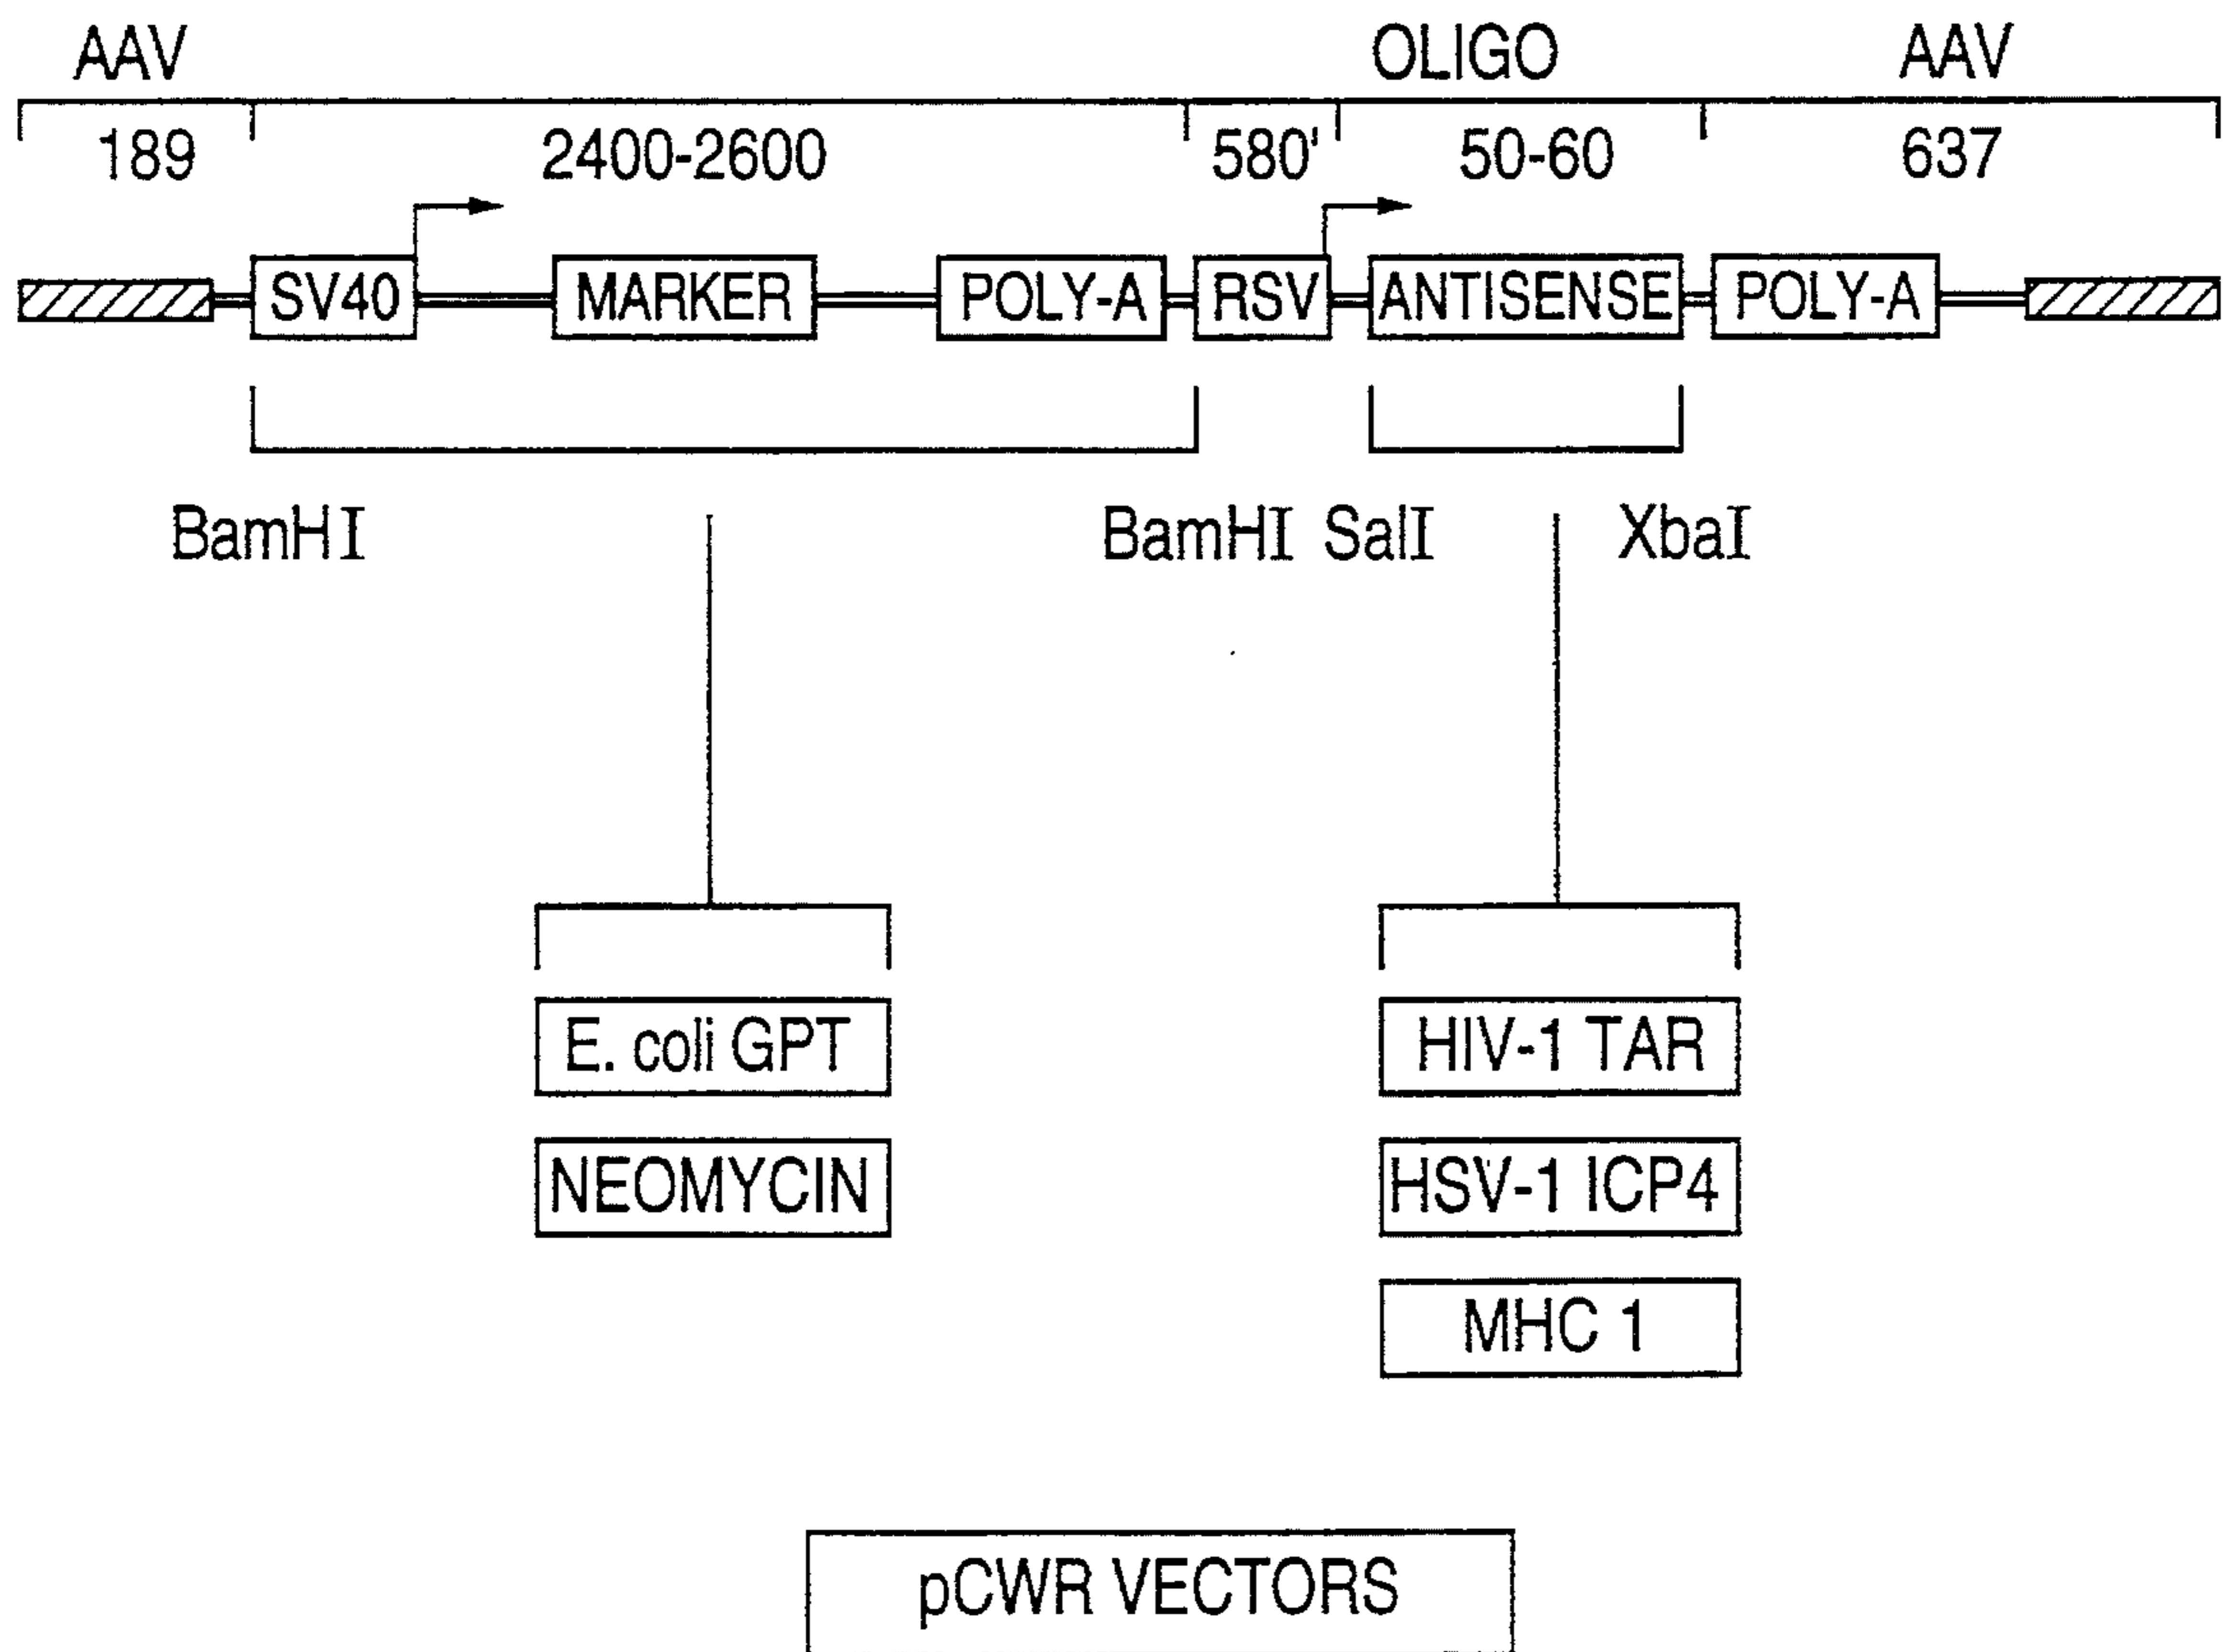 AAV OLIGO AAV
189 2400-2600 580' 50-60 637
SV40 MARKER POLY-A RSV ANTISENSE POLY-A
BamHI BamHI SalI XbaI
E. coli GPT HIV-1 TAR
NEOMYCIN HSV-1 ICP4
MHC 1
pCWR VECTORS